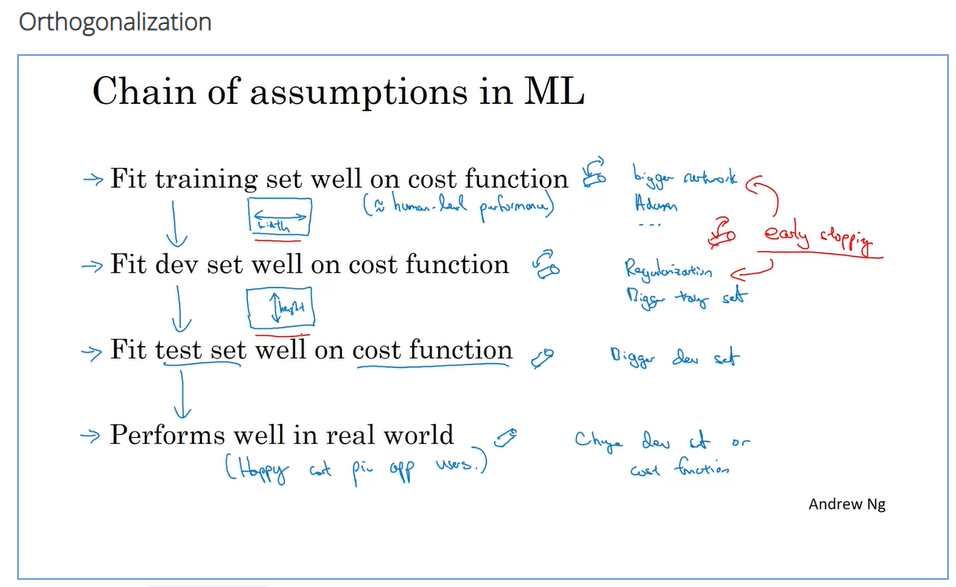 Orthogonalization
Chain of assumptions in ML
→ Fit training set well on cost function
(≈ human-level performance)
bigger network
Adam
...
width
early stopping
→ Fit dev set well on cost function
Regularization
Bigger training set
height
→ Fit test set well on cost function
Bigger dev set
→ Performs well in real world
(Happy cat pic app users.)
Change dev set or
cost function
Andrew Ng